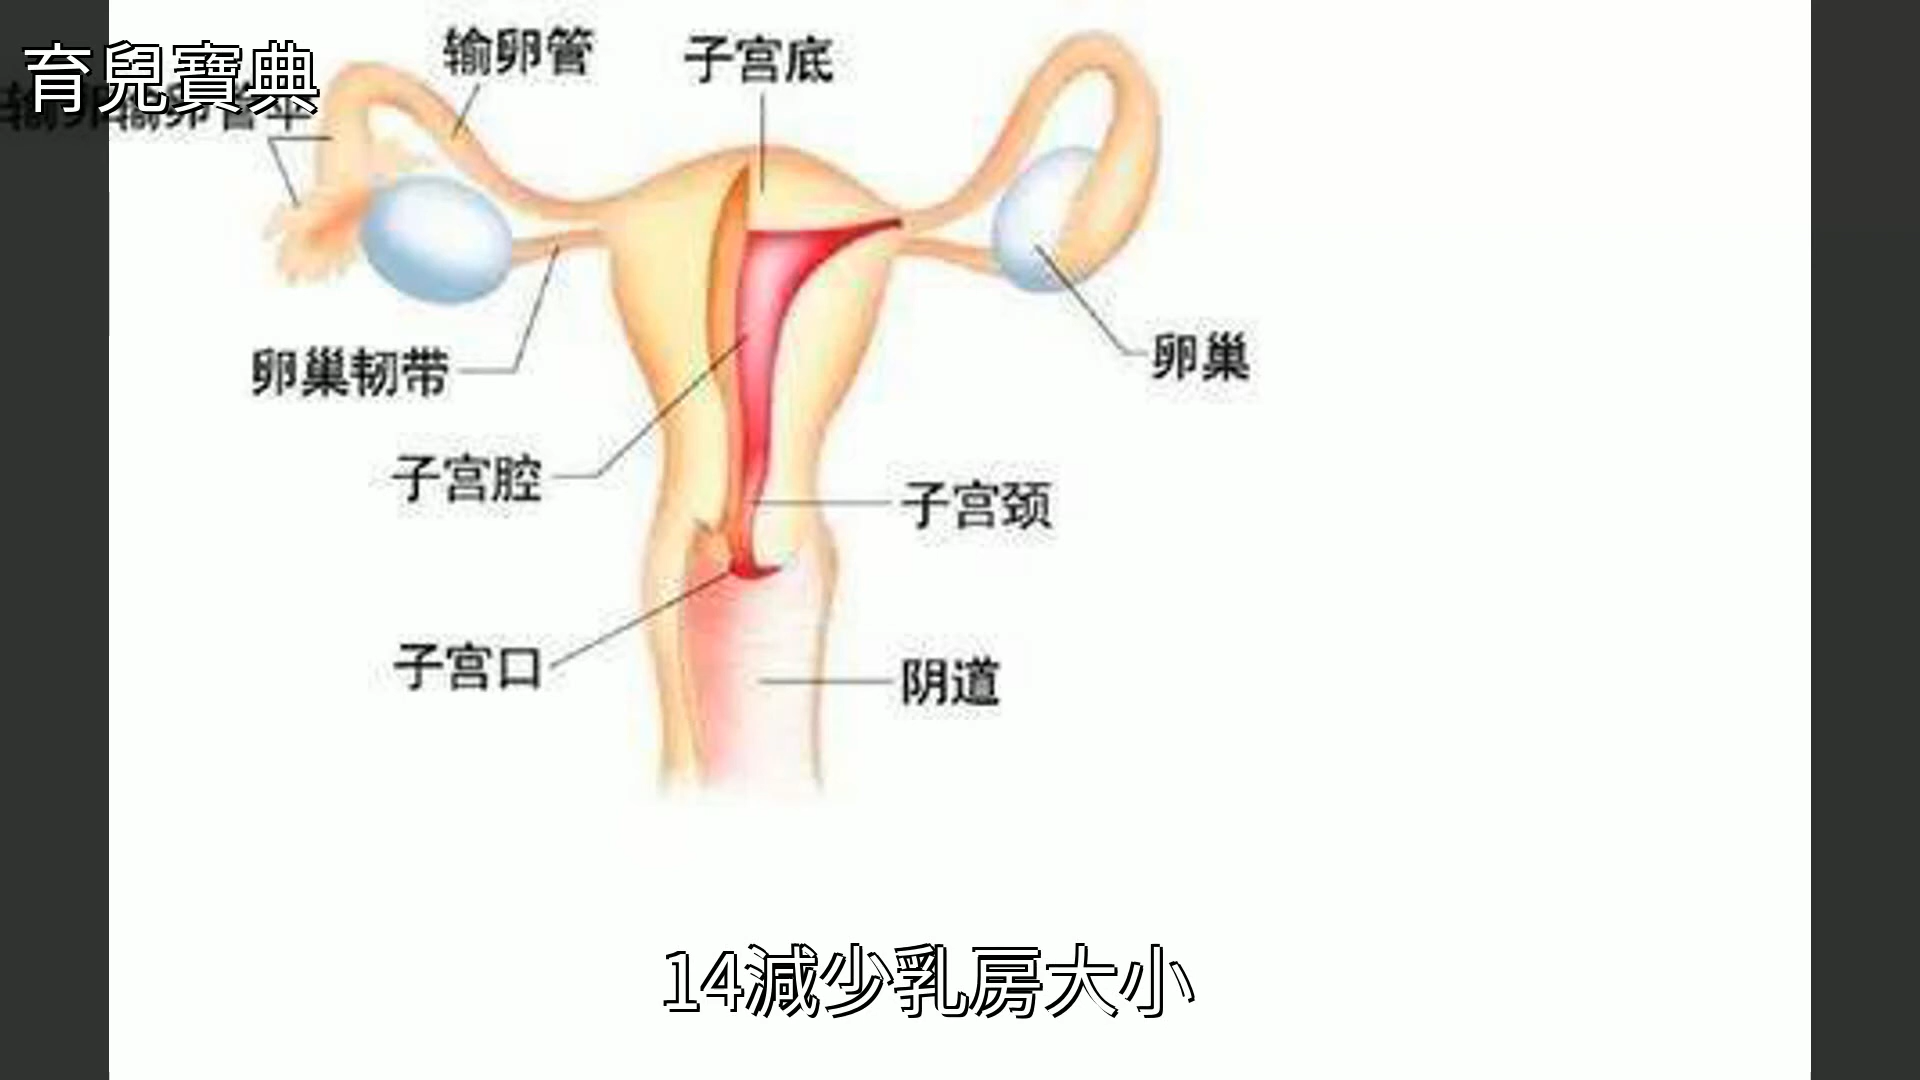 育兒寶典
输卵管
子宫底
卵巢韧带
卵巢
子宫腔
子宫颈
子宫口
阴道
14減少乳房大小